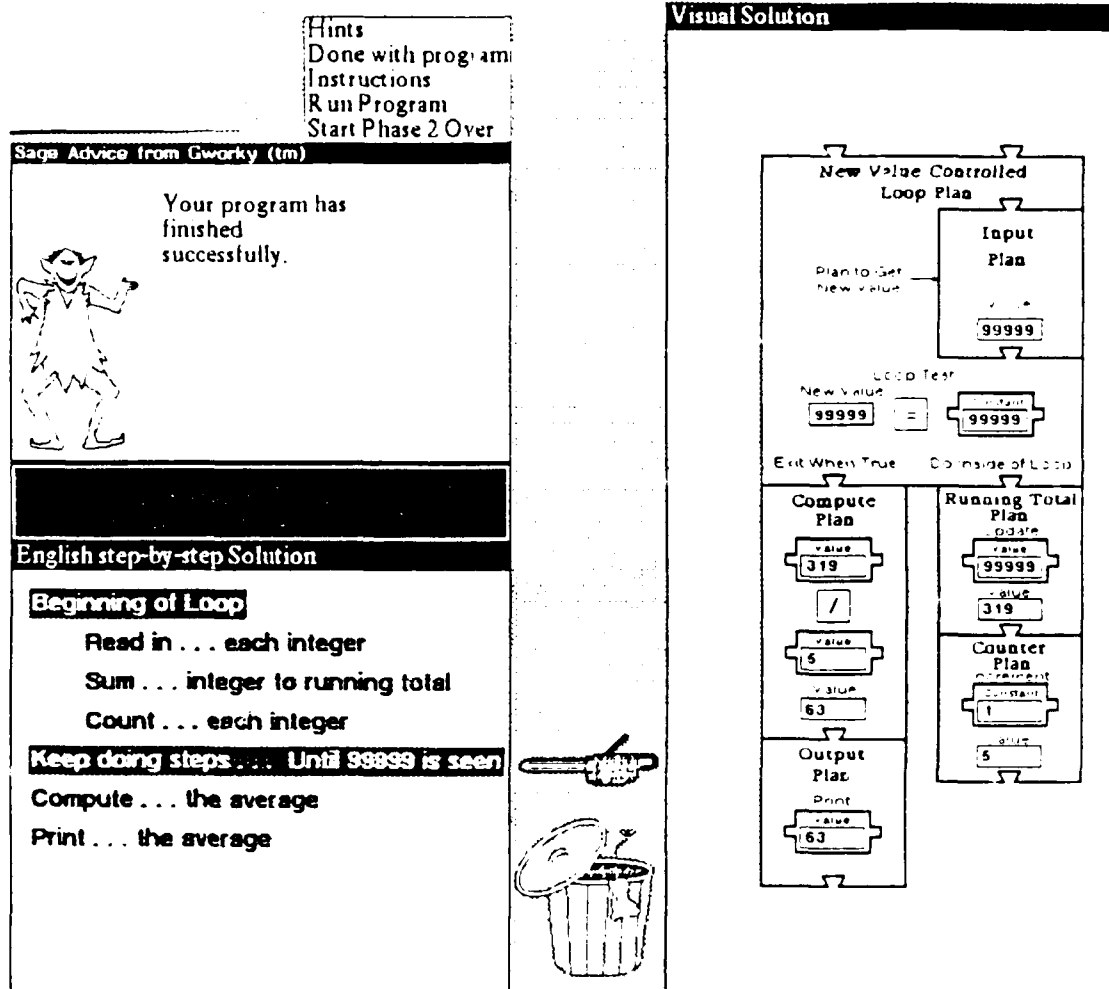 Hints
Done with program
Instructions
Run Program
Start Phase 2 Over
Sage Advice from Gworky (tm)
Your program has
finished
successfully.
English step-by-step Solution
Beginning of Loop
Read in . . . each integer
Sum . . . integer to running total
Count . . . each integer
Keep doing steps . . . . Until 99999 is seen
Compute . . . the average
Print . . . the average
Visual Solution
New Value Controlled
Loop Plan
Input
Plan
Plan to Get
New Value
99999
Loop Test
New Value
99999
=
Constant
99999
Exit When True
Do Inside of Loop
Compute
Plan
Value
319
/
Value
5
Value
63
Output
Plan
Print
Value
63
Running Total
Plan
Update
Value
99999
Value
319
Counter
Plan
Increment
Constant
1
Value
5